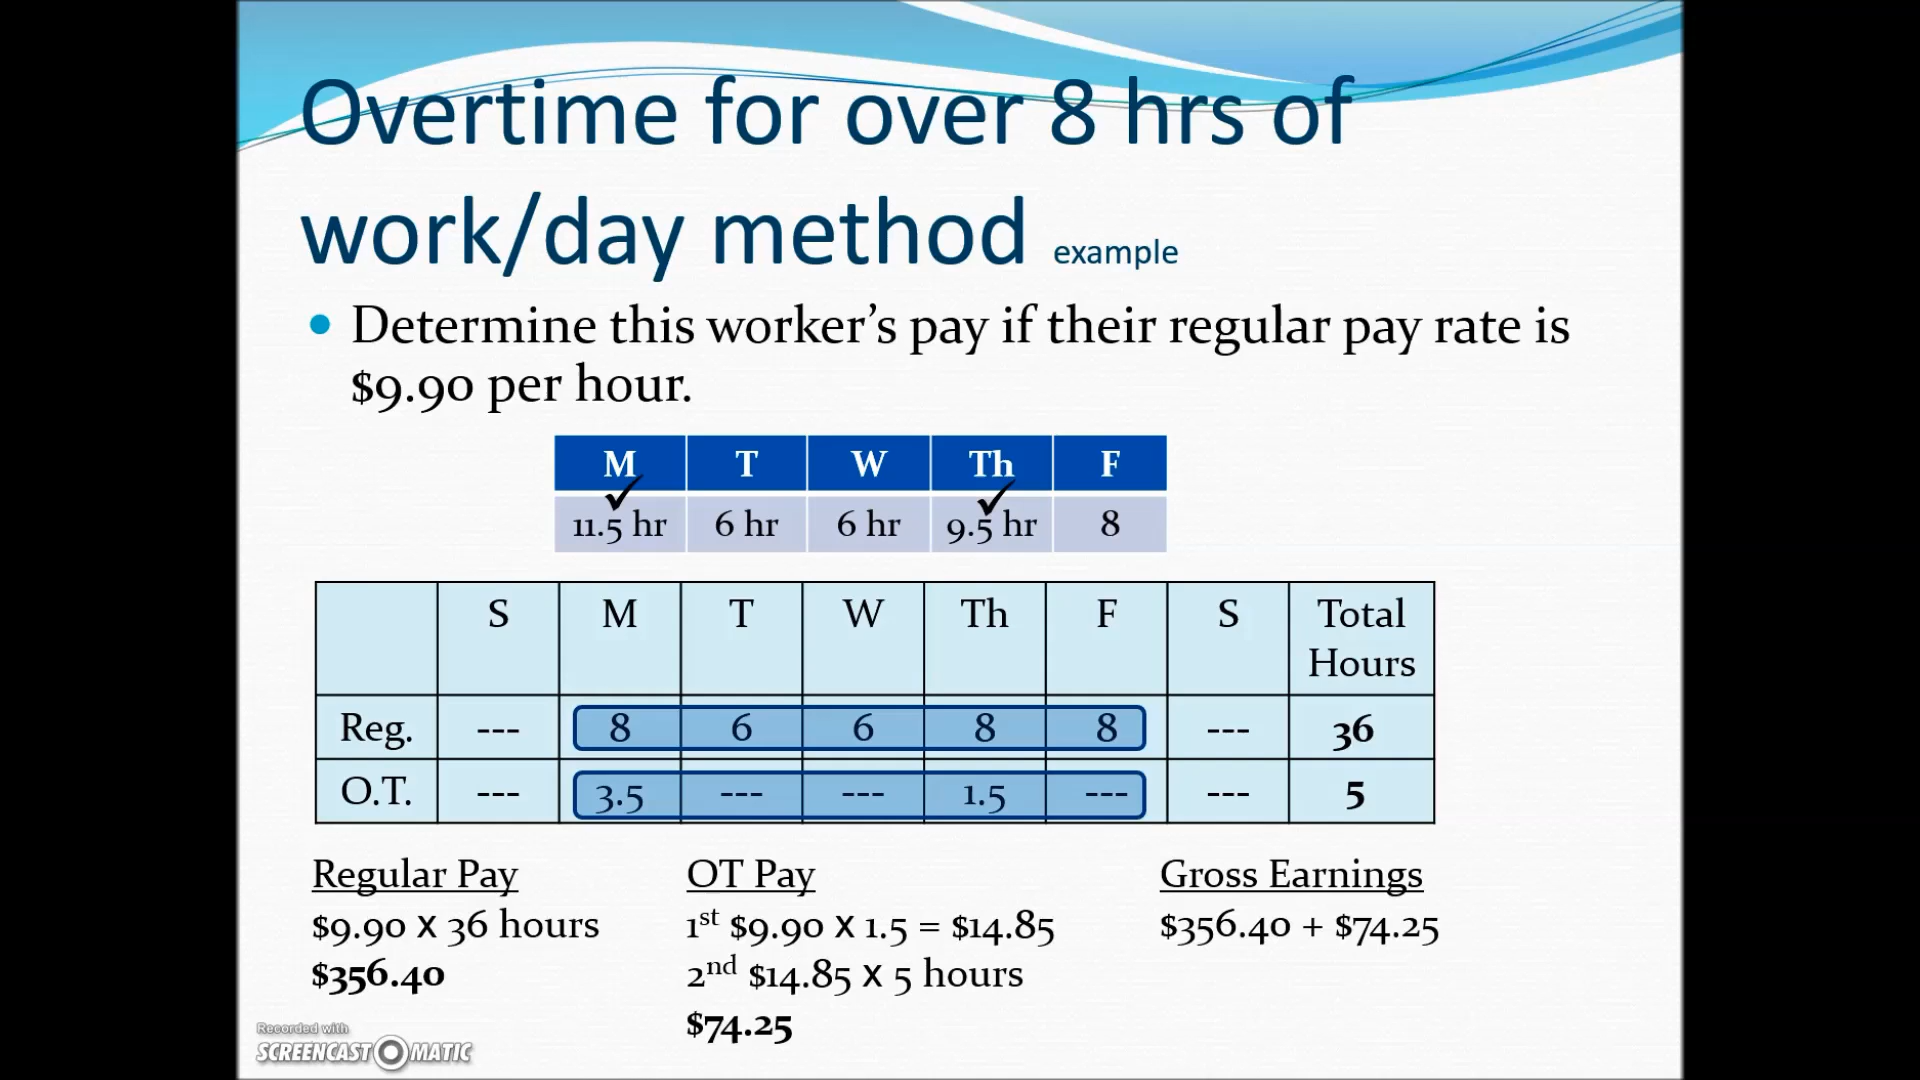 Overtime for over 8 hrs of
work/day method example
• Determine this worker’s pay if their regular pay rate is
$9.90 per hour.
M T W Th F
✓ ✓
11.5 hr 6 hr 6 hr 9.5 hr 8
S M T W Th F S Total
Hours
Reg. --- 8 6 6 8 8 --- 36
O.T. --- 3.5 --- --- 1.5 --- --- 5
Regular Pay OT Pay Gross Earnings
$9.90 x 36 hours 1st $9.90 x 1.5 = $14.85 $356.40 + $74.25
$356.40 2nd $14.85 x 5 hours
$74.25
Recorded with
SCREENCAST-O-MATIC